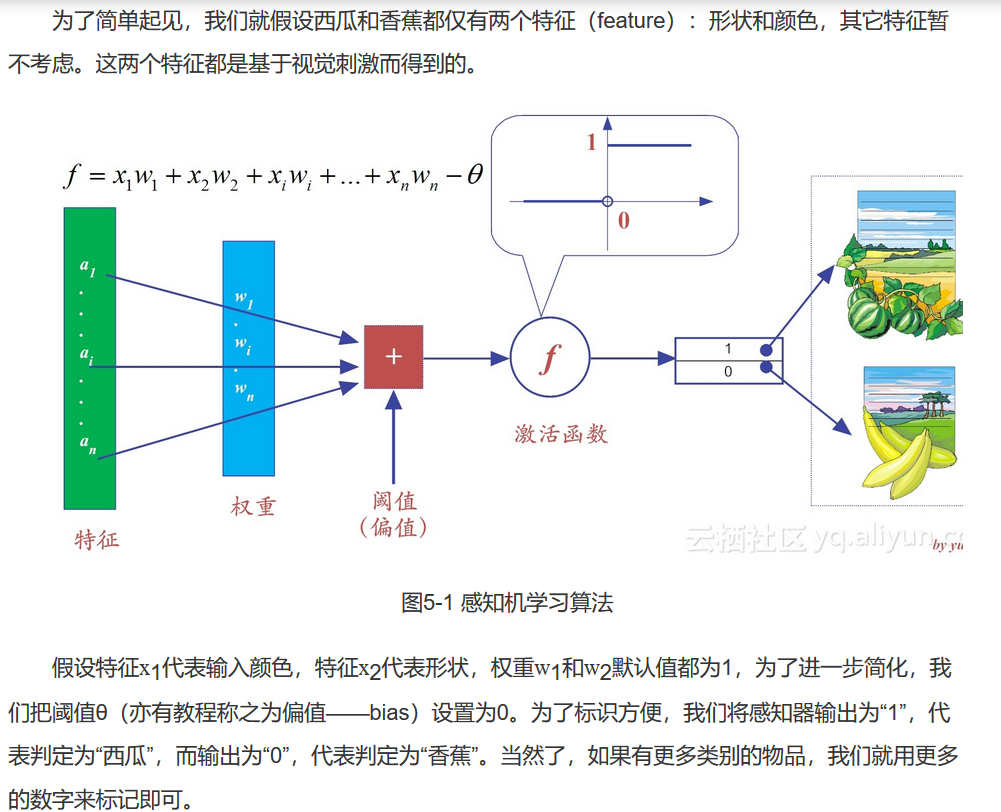 为了简单起见，我们就假设西瓜和香蕉都仅有两个特征（feature）：形状和颜色，其它特征暂
不考虑。这两个特征都是基于视觉刺激而得到的。
f = x₁w₁ + x₂w₂ + xᵢwᵢ + ... + xₙwₙ − θ
1
0
a₁
.
.
.
aᵢ
.
.
.
aₙ
w₁
.
wᵢ
.
wₙ
+
f
1
0
激活函数
特征
权重
阈值
（偏值）
云栖社区 yq.aliyun.c
by yu
图5-1 感知机学习算法
假设特征x₁代表输入颜色，特征x₂代表形状，权重w₁和w₂默认值都为1，为了进一步简化，我
们把阈值θ（亦有教程称之为偏值——bias）设置为0。为了标识方便，我们将感知器输出为“1”，代
表判定为“西瓜”，而输出为“0”，代表判定为“香蕉”。当然了，如果有更多类别的物品，我们就用更多
的数字来标记即可。